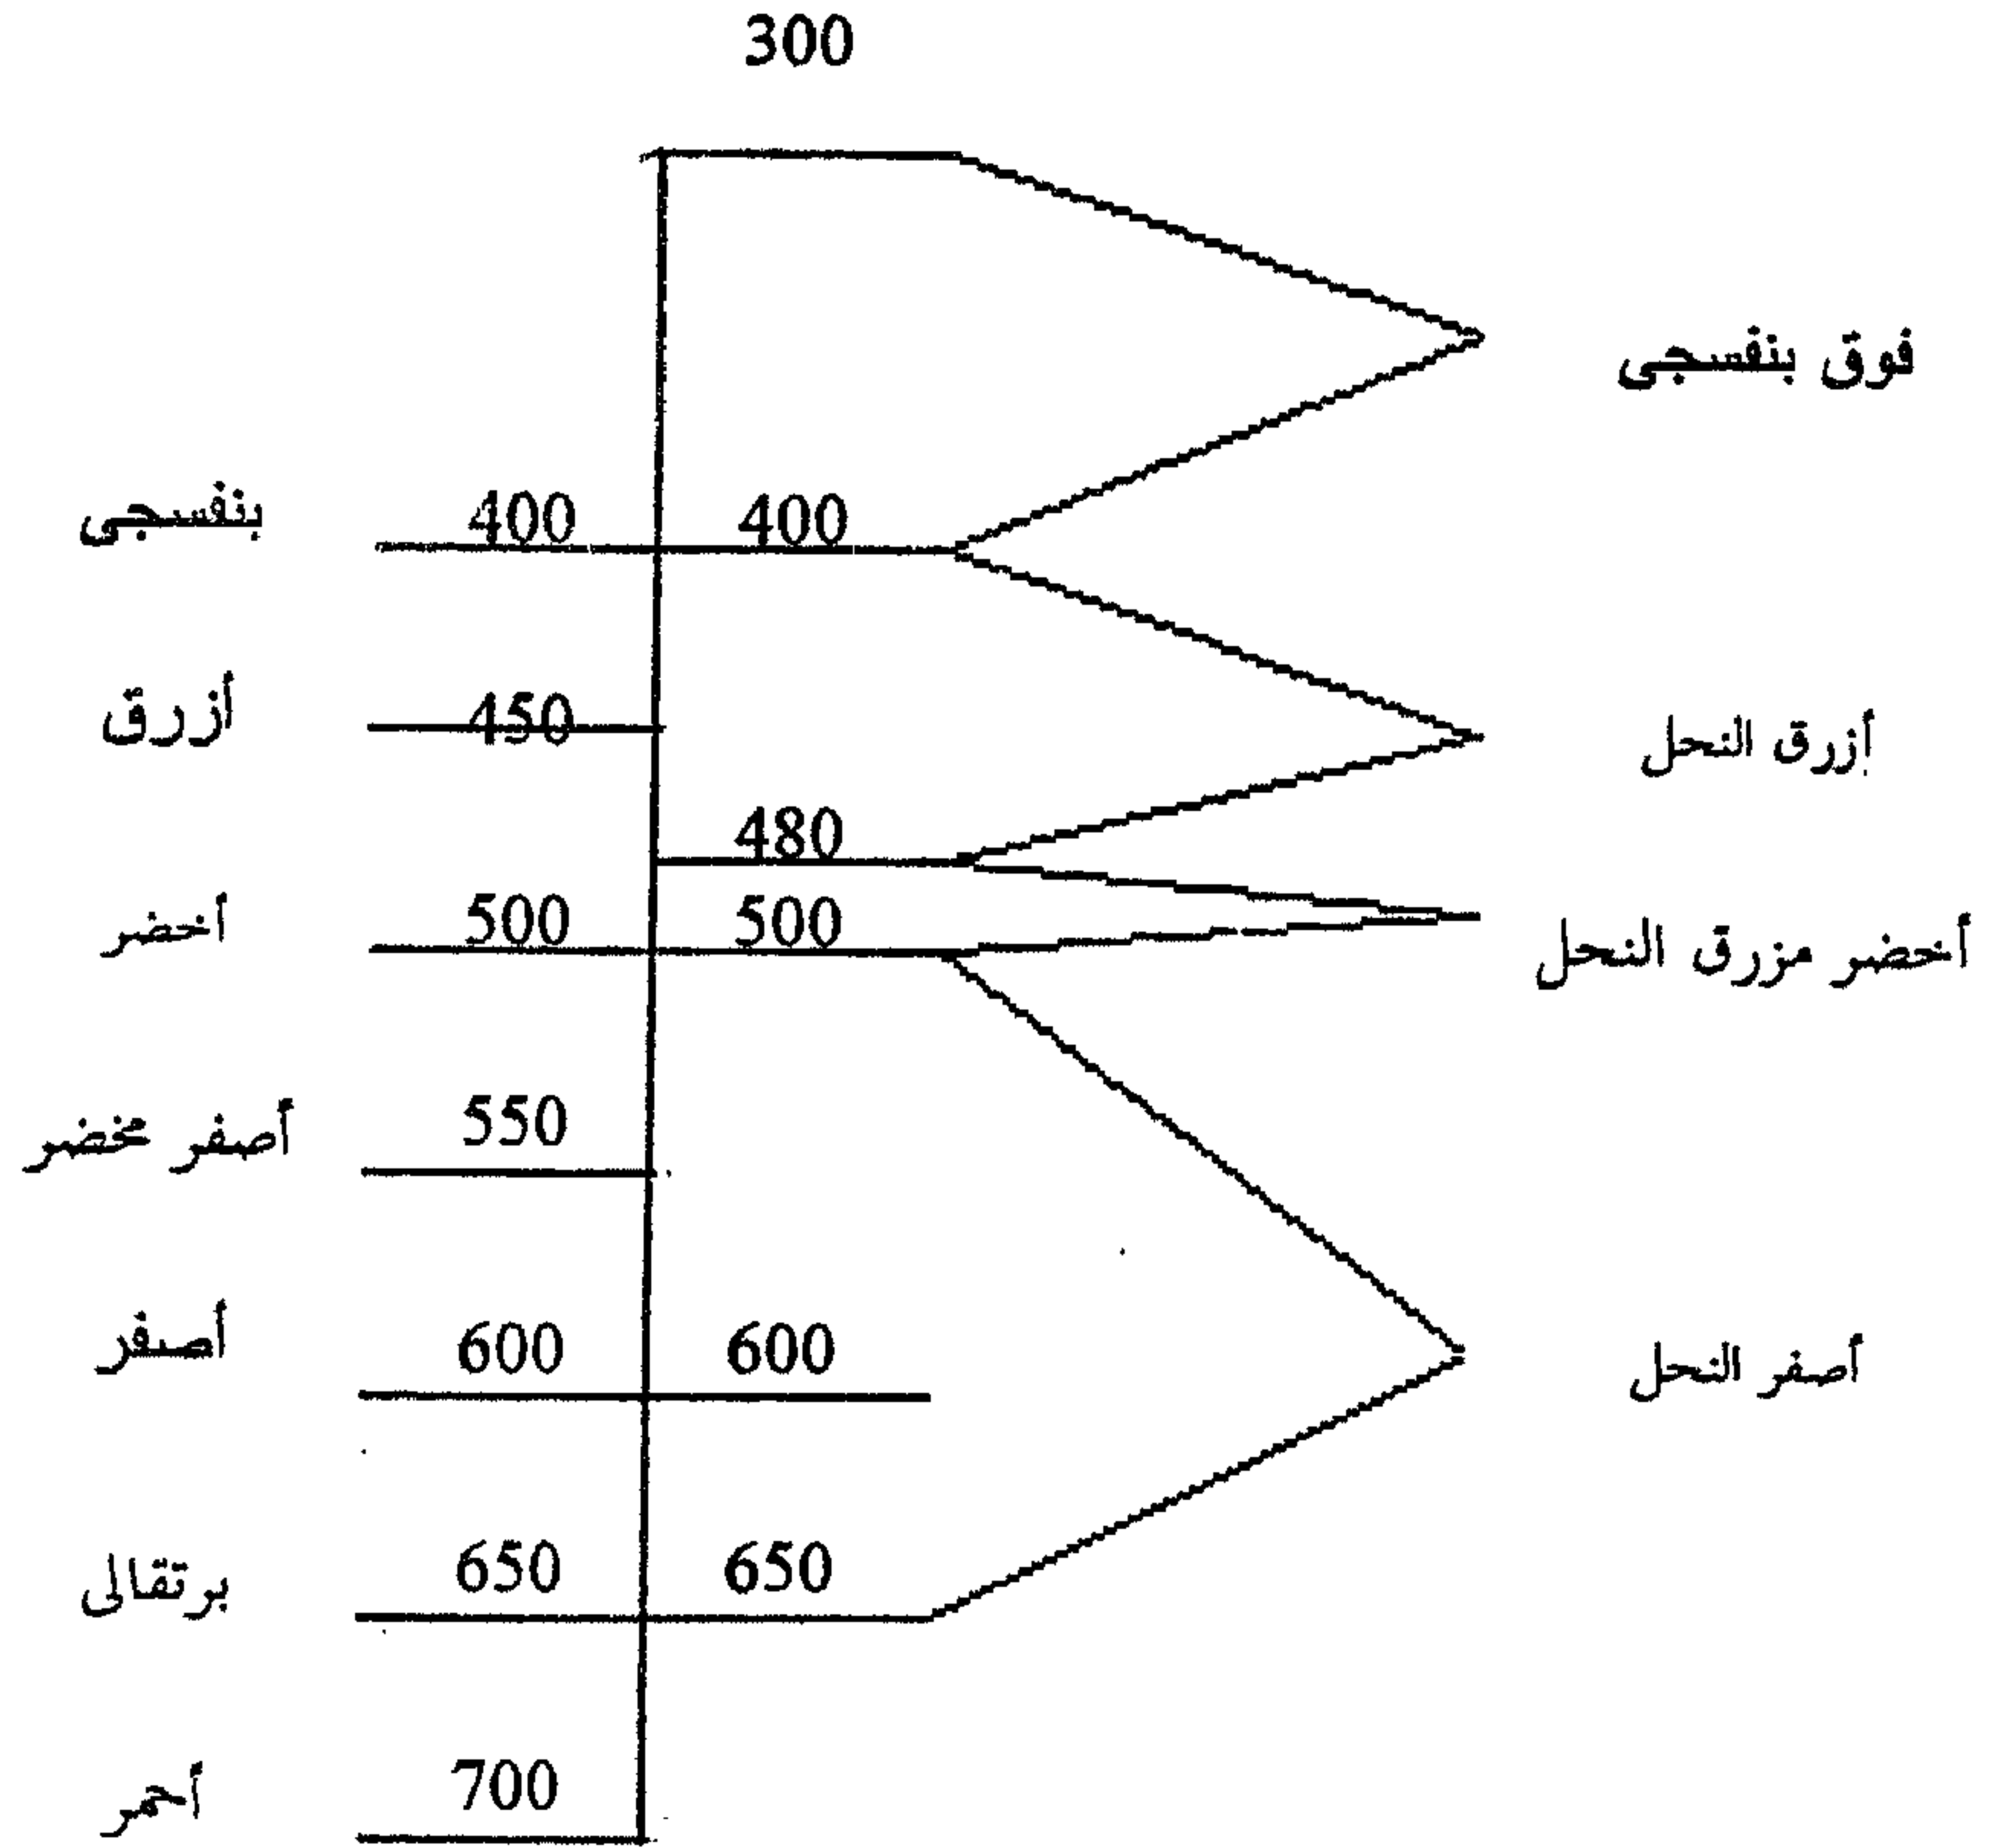 300
فوق بنفسجى
بنفسجى 400 400
أزرق 450
أزرق النحل
480
أخضر 500 500
أخضر مزرق النحل
أصفر مخضر 550
أصفر 600 600
أصفر النحل
برتقالى 650 650
أحمر 700